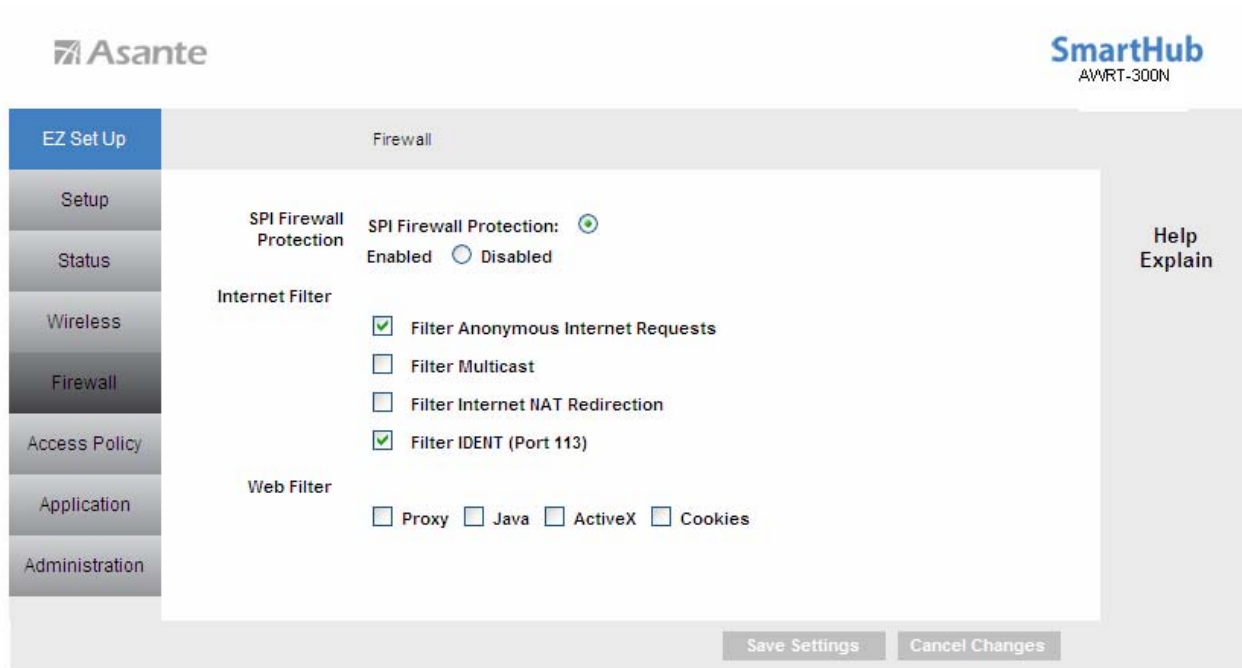 Asante
SmartHub
AWRT-300N
EZ Set Up
Firewall
Setup
Status
Wireless
Firewall
Access Policy
Application
Administration
SPI Firewall
Protection
SPI Firewall Protection:
Enabled Disabled
Internet Filter
Filter Anonymous Internet Requests
Filter Multicast
Filter Internet NAT Redirection
Filter IDENT (Port 113)
Web Filter
Proxy Java ActiveX Cookies
Help
Explain
Save Settings Cancel Changes